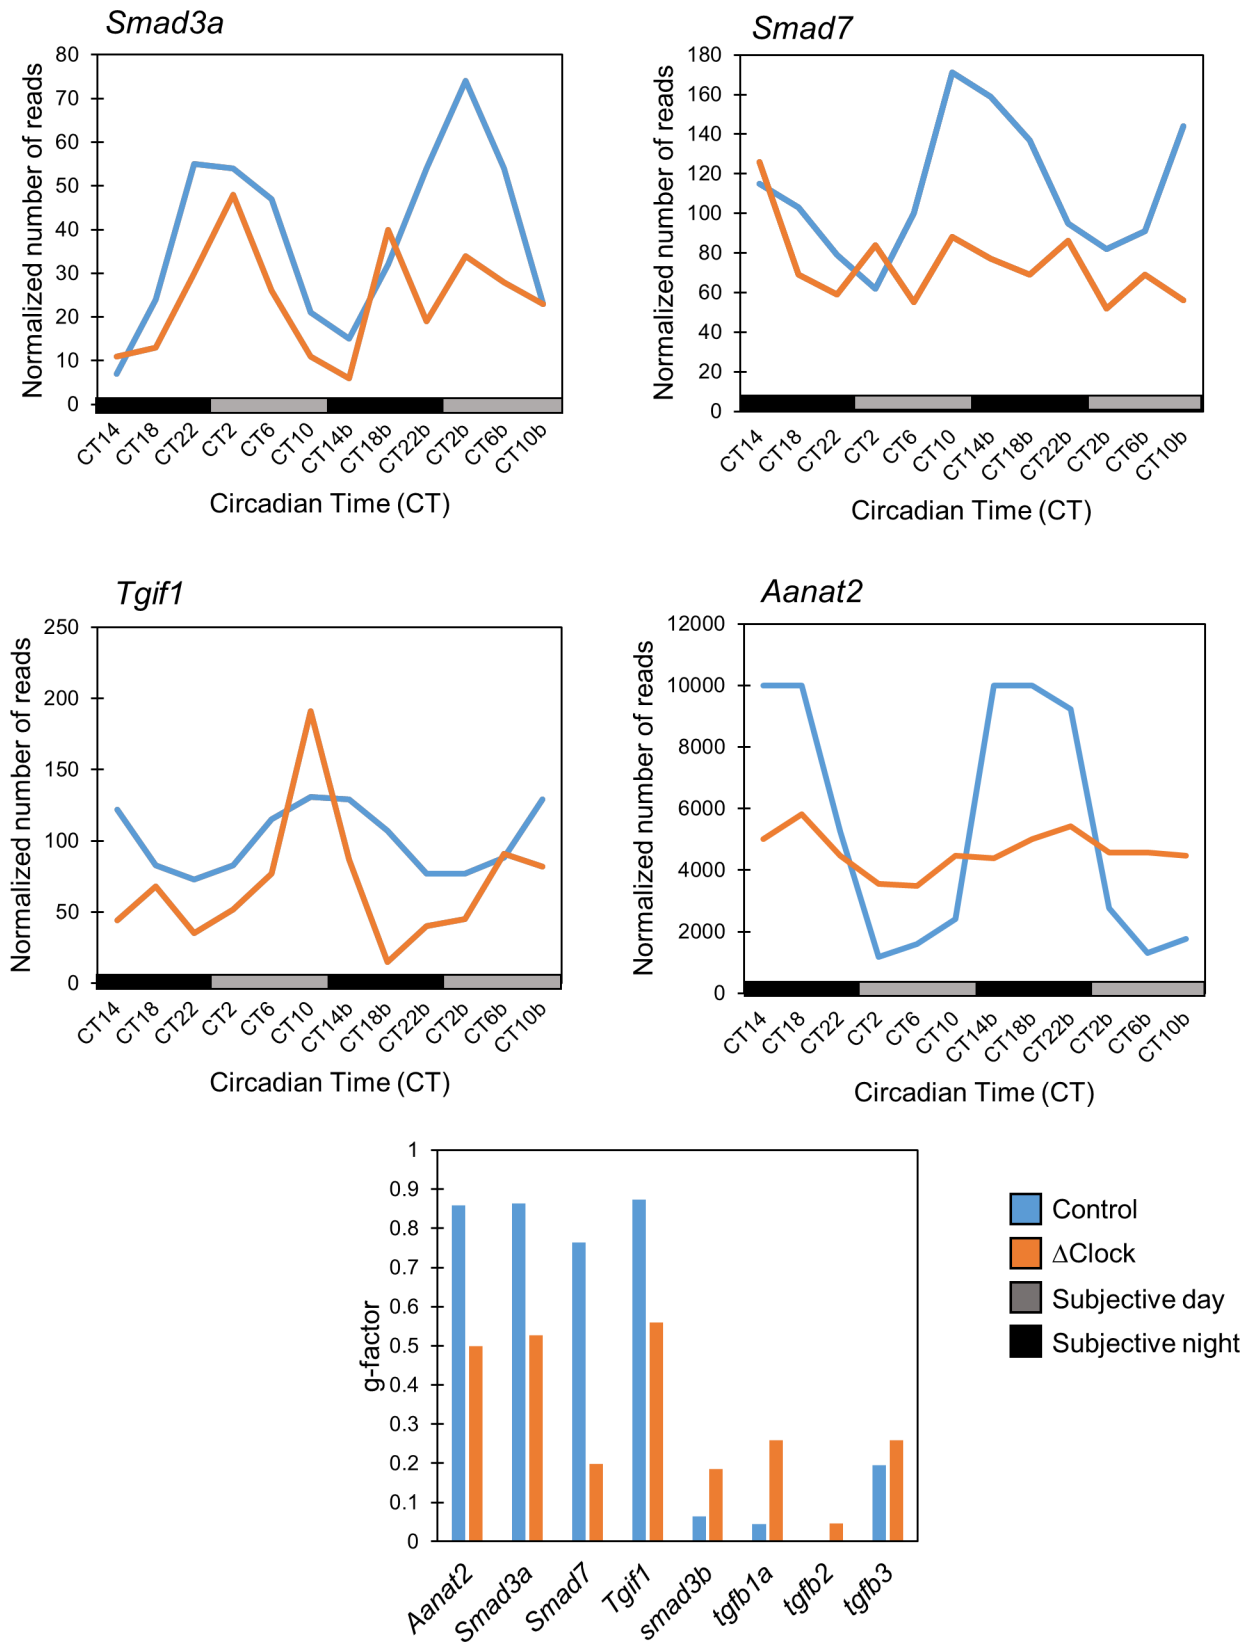 Smad3a
Normalized number of reads
80
70
60
50
40
30
20
10
0
CT14
CT18
CT22
CT2
CT6
CT10
CT14b
CT18b
CT22b
CT2b
CT6b
CT10b
Circadian Time (CT)
Smad7
Normalized number of reads
180
160
140
120
100
80
60
40
20
0
CT14
CT18
CT22
CT2
CT6
CT10
CT14b
CT18b
CT22b
CT2b
CT6b
CT10b
Circadian Time (CT)
Tgif1
Normalized number of reads
250
200
150
100
50
0
CT14
CT18
CT22
CT2
CT6
CT10
CT14b
CT18b
CT22b
CT2b
CT6b
CT10b
Circadian Time (CT)
Aanat2
Normalized number of reads
12000
10000
8000
6000
4000
2000
0
CT14
CT18
CT22
CT2
CT6
CT10
CT14b
CT18b
CT22b
CT2b
CT6b
CT10b
Circadian Time (CT)
g-factor
1
0.9
0.8
0.7
0.6
0.5
0.4
0.3
0.2
0.1
0
Aanat2
Smad3a
Smad7
Tgif1
smad3b
tgfb1a
tgfb2
tgfb3
Control
ΔClock
Subjective day
Subjective night